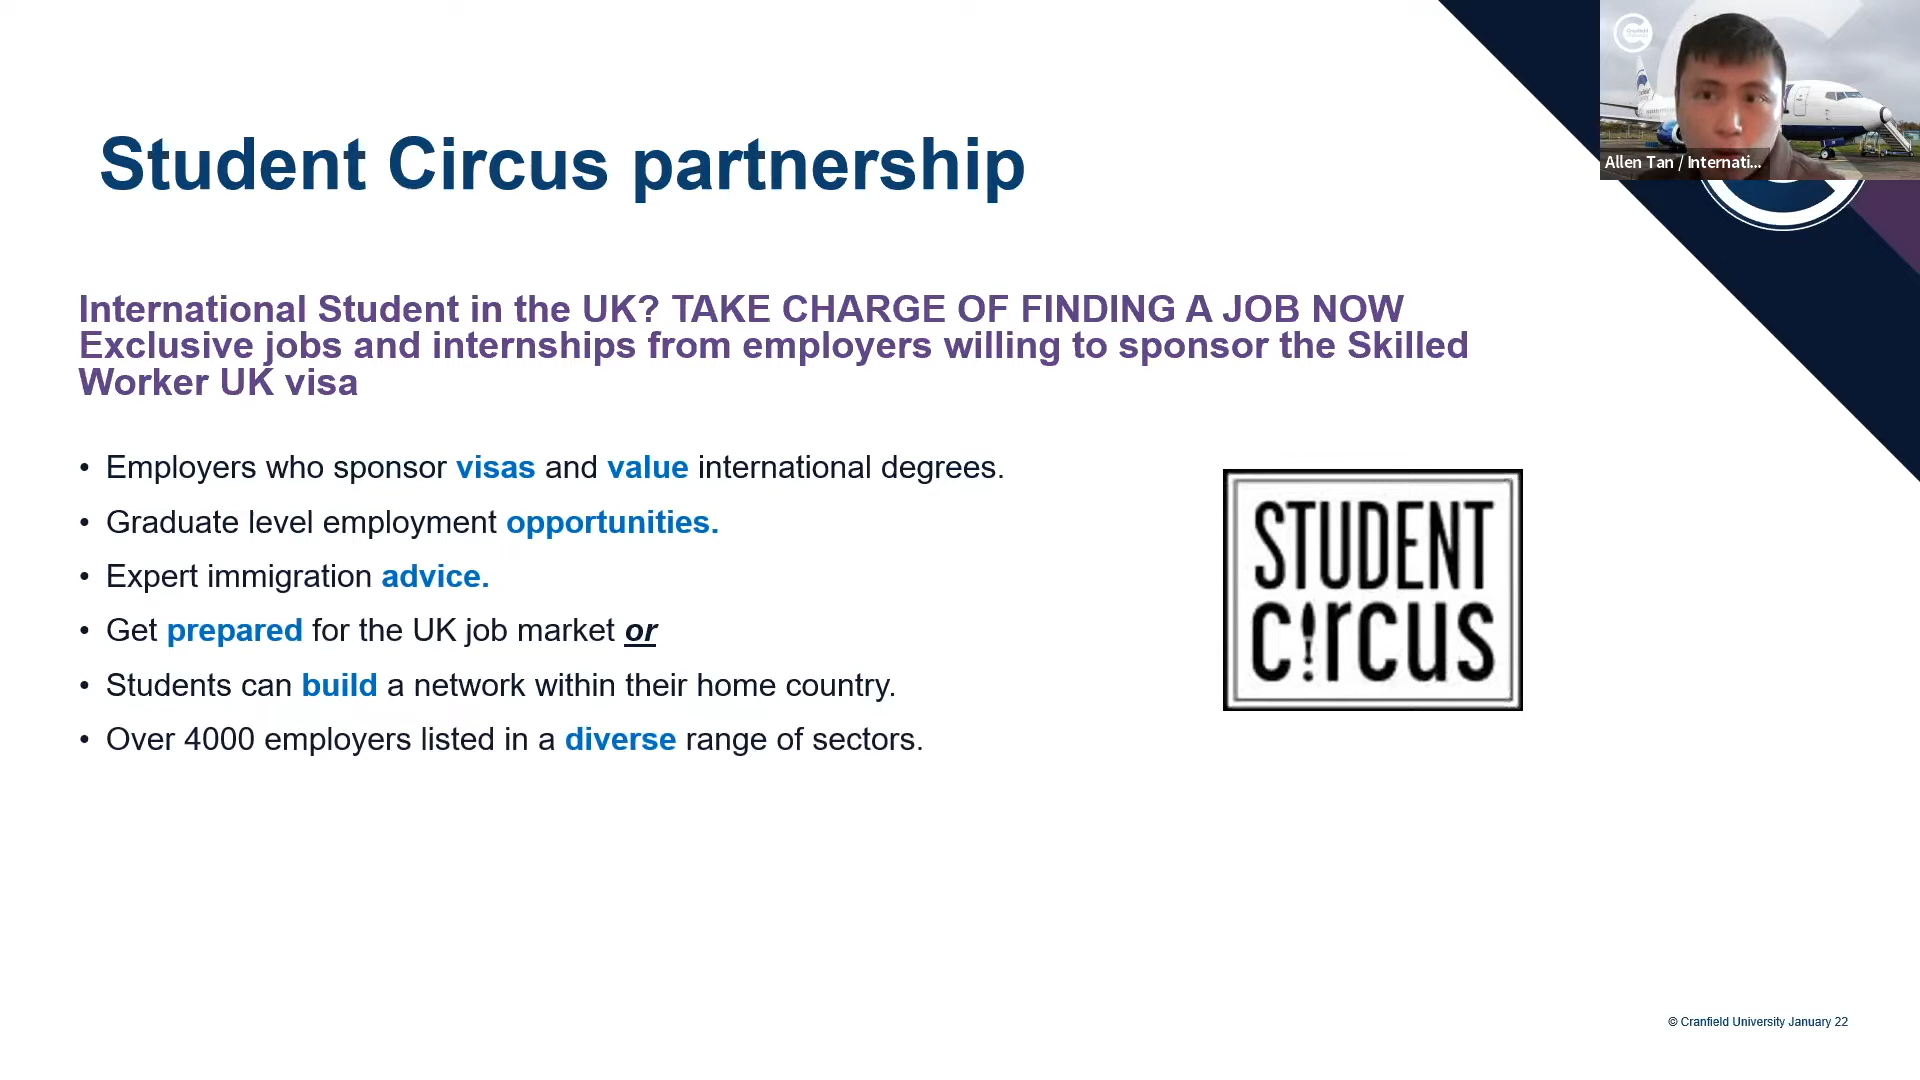 Student Circus partnership
Allen Tan / Internati...
International Student in the UK? TAKE CHARGE OF FINDING A JOB NOW
Exclusive jobs and internships from employers willing to sponsor the Skilled
Worker UK visa
• Employers who sponsor visas and value international degrees.
• Graduate level employment opportunities.
• Expert immigration advice.
• Get prepared for the UK job market or
• Students can build a network within their home country.
• Over 4000 employers listed in a diverse range of sectors.
STUDENT
CIrCUS
© Cranfield University January 22